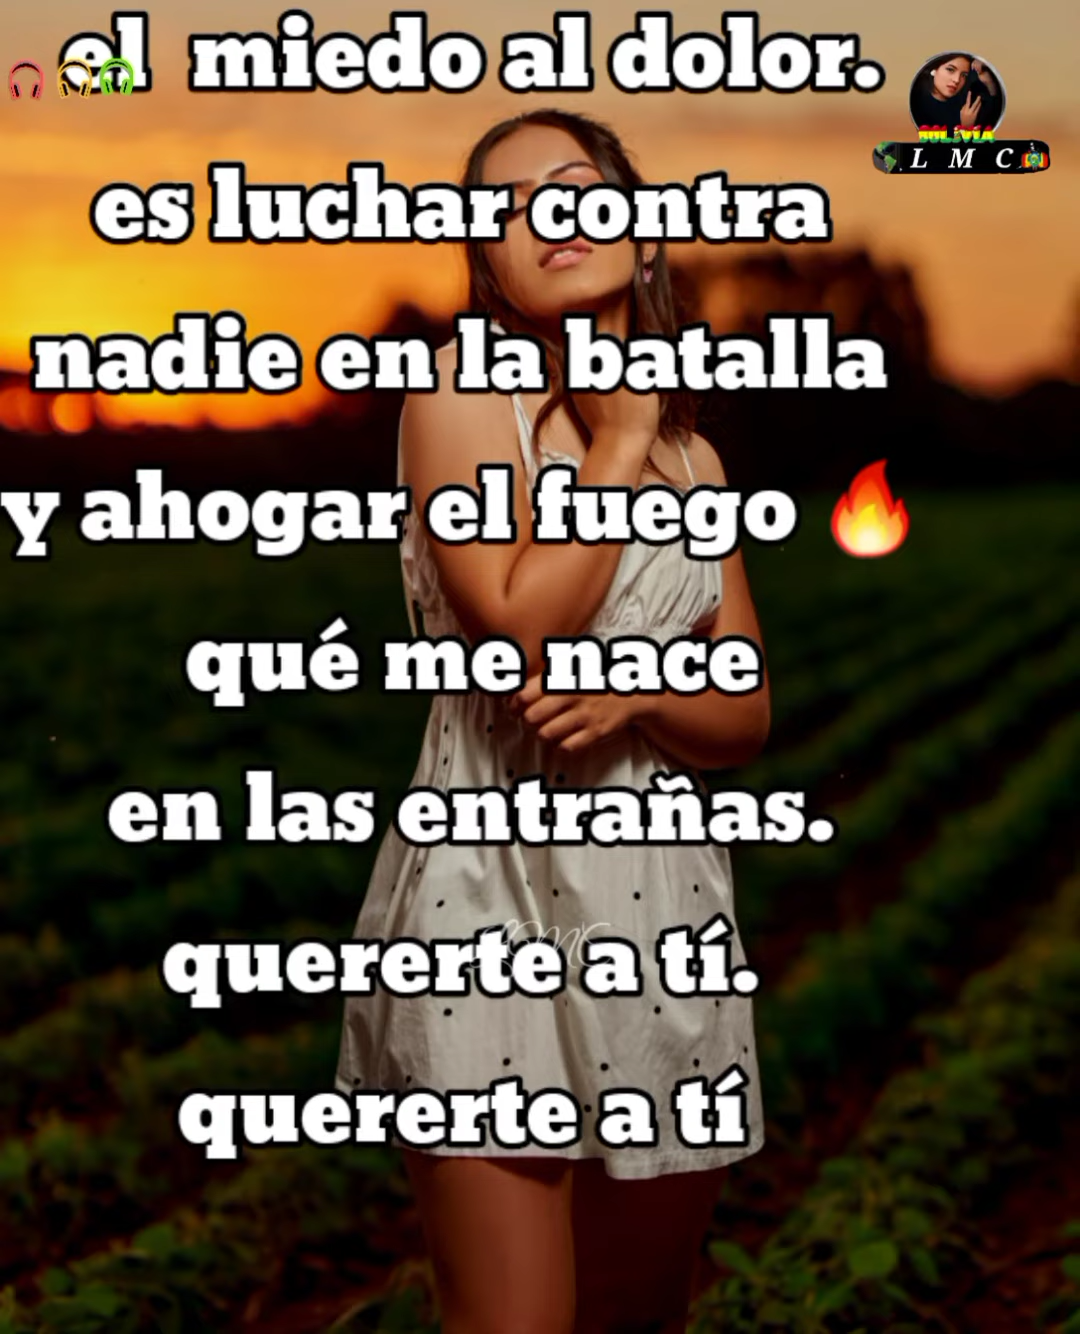 el miedo al dolor.
BOLIVIA
L M C
es luchar contra
nadie en la batalla
y ahogar el fuego 🔥
qué me nace
en las entrañas.
quererte a tí.
LMC
quererte a tí